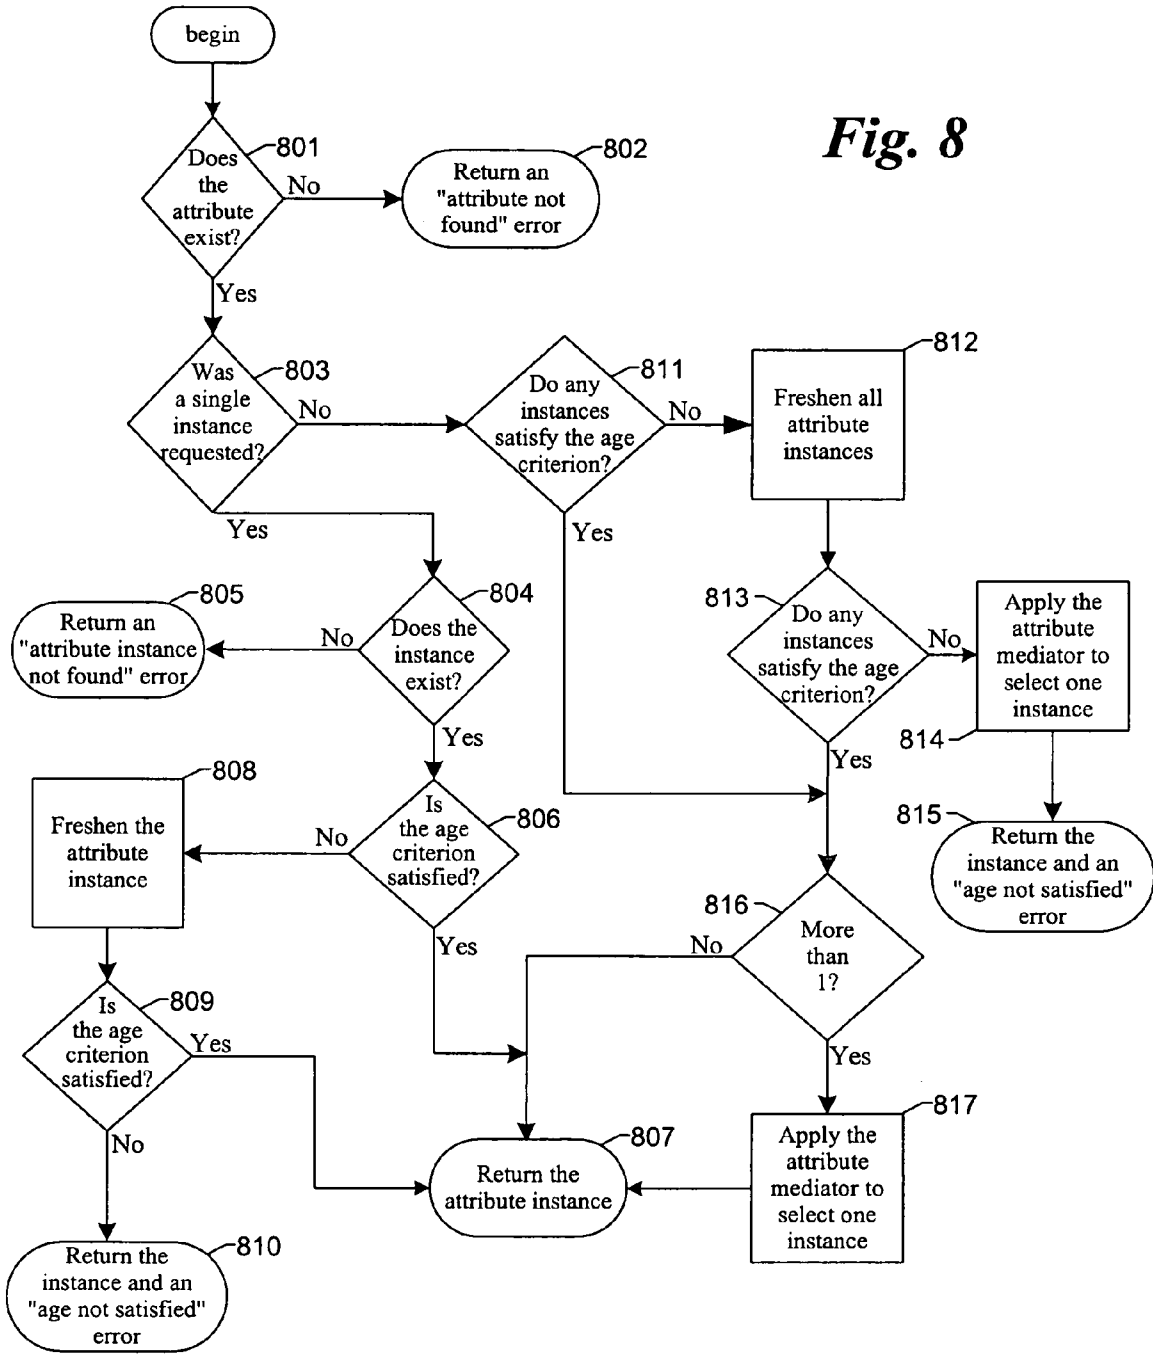 begin
Fig. 8
801
Does
the
attribute
exist?
No
802
Return an
"attribute not
found" error
Yes
803
Was
a single
instance
requested?
No
811
Do any
instances
satisfy the age
criterion?
No
812
Freshen all
attribute
instances
Yes
Yes
804
Does the
instance
exist?
No
805
Return an
"attribute instance
not found" error
813
Do any
instances
satisfy the age
criterion?
No
Apply the
attribute
mediator to
select one
instance
814
Yes
Yes
808
Freshen the
attribute
instance
No
806
Is
the age
criterion
satisfied?
815
Return the
instance and an
"age not satisfied"
error
Yes
816
More
than
1?
No
Yes
809
Is
the age
criterion
satisfied?
Yes
No
807
Return the
attribute instance
817
Apply the
attribute
mediator to
select one
instance
810
Return the
instance and an
"age not satisfied"
error